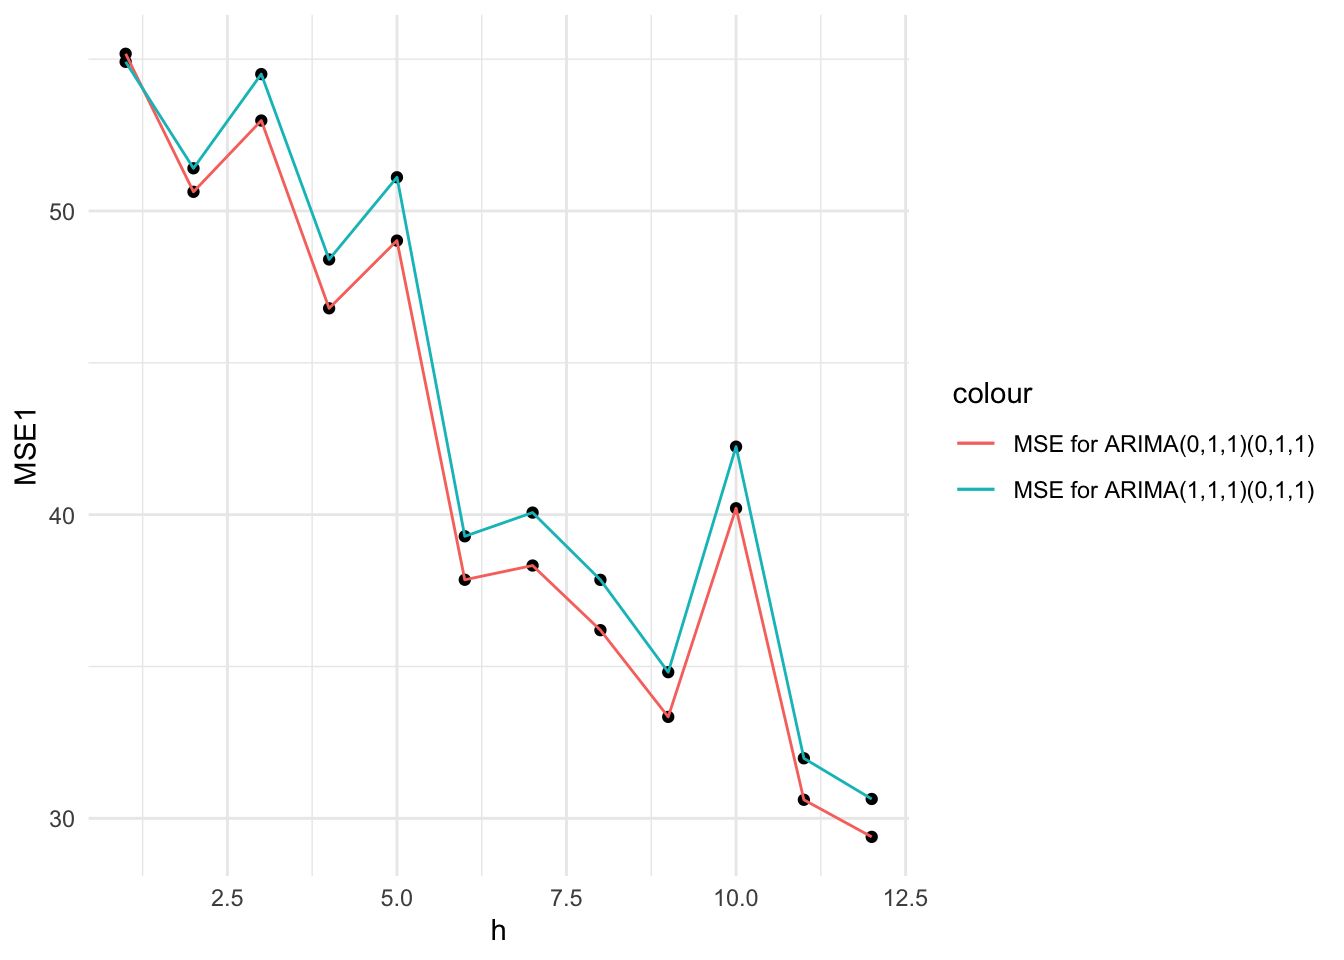 MSE1
50
40
30
2.5 5.0 7.5 10.0 12.5
h
colour
MSE for ARIMA(0,1,1)(0,1,1)
MSE for ARIMA(1,1,1)(0,1,1)